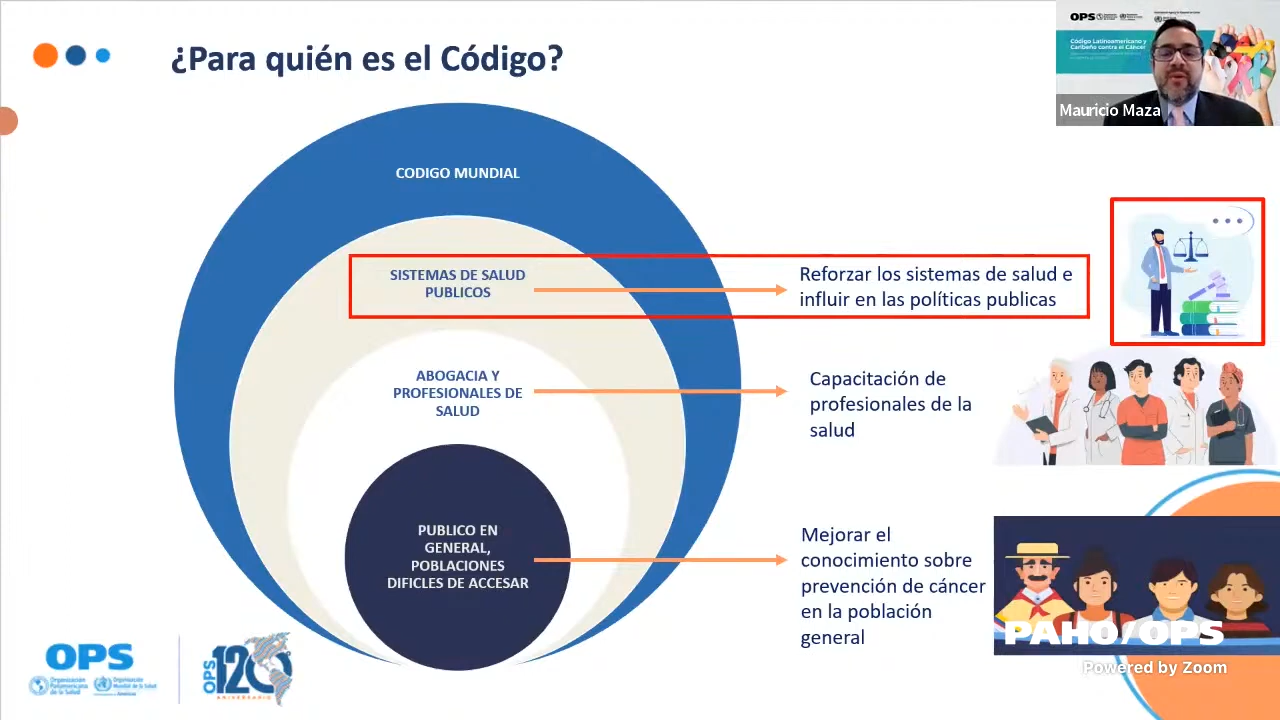 ¿Para quién es el Código?
OPS
Código Latinoamericano y
Caribeño contra el Cáncer
Mauricio Maza
CODIGO MUNDIAL
SISTEMAS DE SALUD
PUBLICOS
Reforzar los sistemas de salud e
influir en las políticas publicas
ABOGACIA Y
PROFESIONALES DE
SALUD
Capacitación de
profesionales de la
salud
PUBLICO EN
GENERAL,
POBLACIONES
DIFICLES DE ACCESAR
Mejorar el
conocimiento sobre
prevención de cáncer
en la población
general
PAHO/OPS
Powered by Zoom
OPS
Organización
Panamericana
de la Salud
Organización
Mundial de la Salud
Américas
OPS
120
ANIVERSARIO